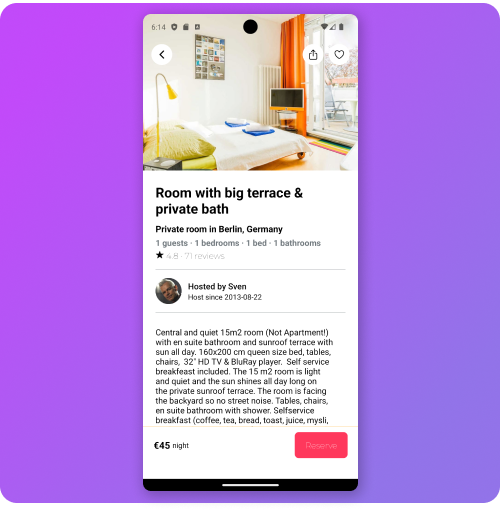 6:14
Room with big terrace &
private bath
Private room in Berlin, Germany
1 guests · 1 bedrooms · 1 bed · 1 bathrooms
4.8 · 71 reviews
Hosted by Sven
Host since 2013-08-22
Central and quiet 15m2 room (Not Apartment!)
with en suite bathroom and sunroof terrace with
sun all day. 160x200 cm queen size bed, tables,
chairs,  32" HD TV & BluRay player.  Self service
breakfeast included. The 15 m2 room is light
and quiet and the sun shines all day long on
the private sunroof terrace. The room is facing
the backyard so no street noise. Tables, chairs,
en suite bathroom with shower. Selfservice
breakfast (coffee, tea, bread, toast, juice, mysli,
€45 night
Reserve